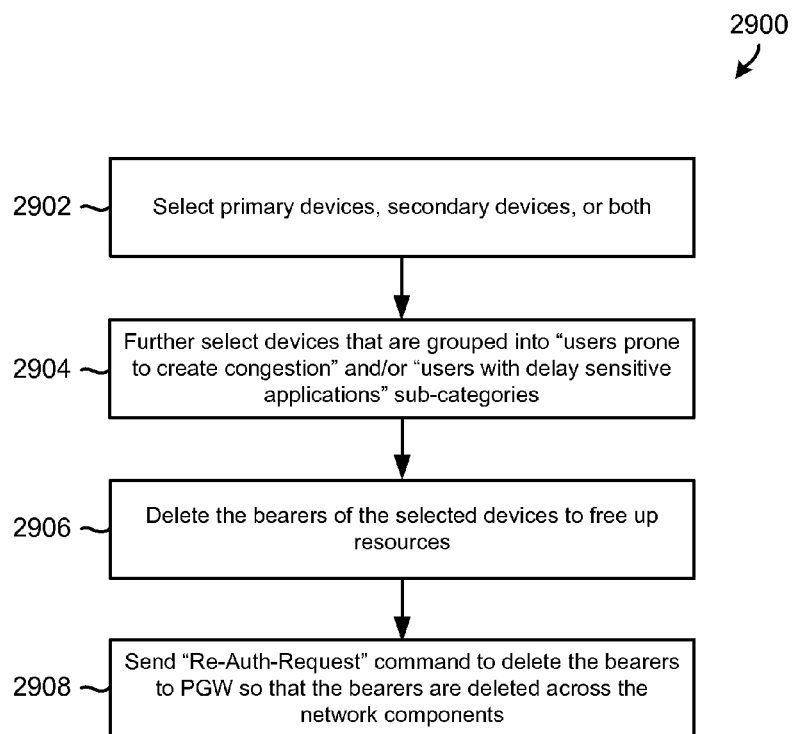 2900
2902
Select primary devices, secondary devices, or both
2904
Further select devices that are grouped into “users prone
to create congestion” and/or “users with delay sensitive
applications” sub-categories
2906
Delete the bearers of the selected devices to free up
resources
2908
Send “Re-Auth-Request” command to delete the bearers
to PGW so that the bearers are deleted across the
network components